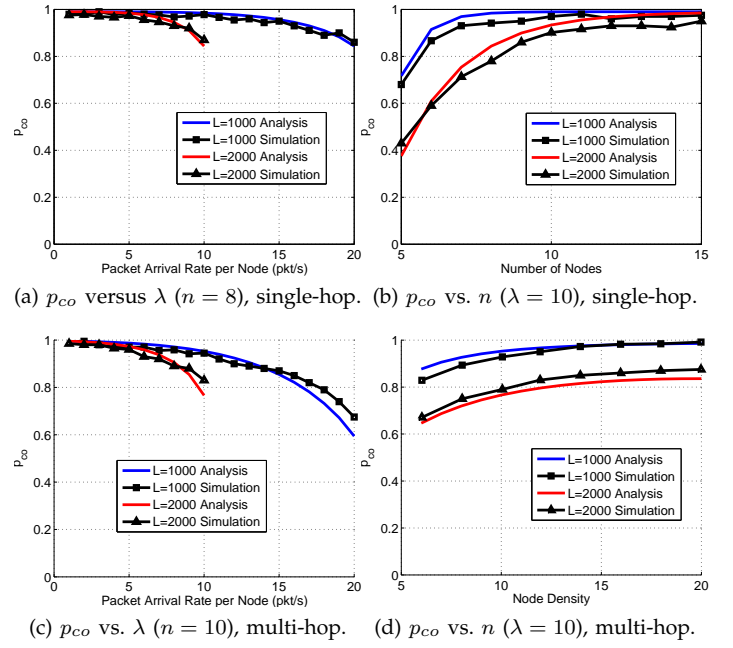 1
0.8
0.6
0.4
0.2
0
p_co
L=1000 Analysis
L=1000 Simulation
L=2000 Analysis
L=2000 Simulation
0 5 10 15 20
Packet Arrival Rate per Node (pkt/s)
(a) p_co versus λ (n = 8), single-hop.
1
0.8
0.6
0.4
0.2
0
p_co
L=1000 Analysis
L=1000 Simulation
L=2000 Analysis
L=2000 Simulation
5 10 15
Number of Nodes
(b) p_co vs. n (λ = 10), single-hop.
1
0.8
0.6
0.4
0.2
0
p_co
L=1000 Analysis
L=1000 Simulation
L=2000 Analysis
L=2000 Simulation
0 5 10 15 20
Packet Arrival Rate per Node (pkt/s)
(c) p_co vs. λ (n = 10), multi-hop.
1
0.8
0.6
0.4
0.2
0
p_co
L=1000 Analysis
L=1000 Simulation
L=2000 Analysis
L=2000 Simulation
5 10 15 20
Node Density
(d) p_co vs. n (λ = 10), multi-hop.